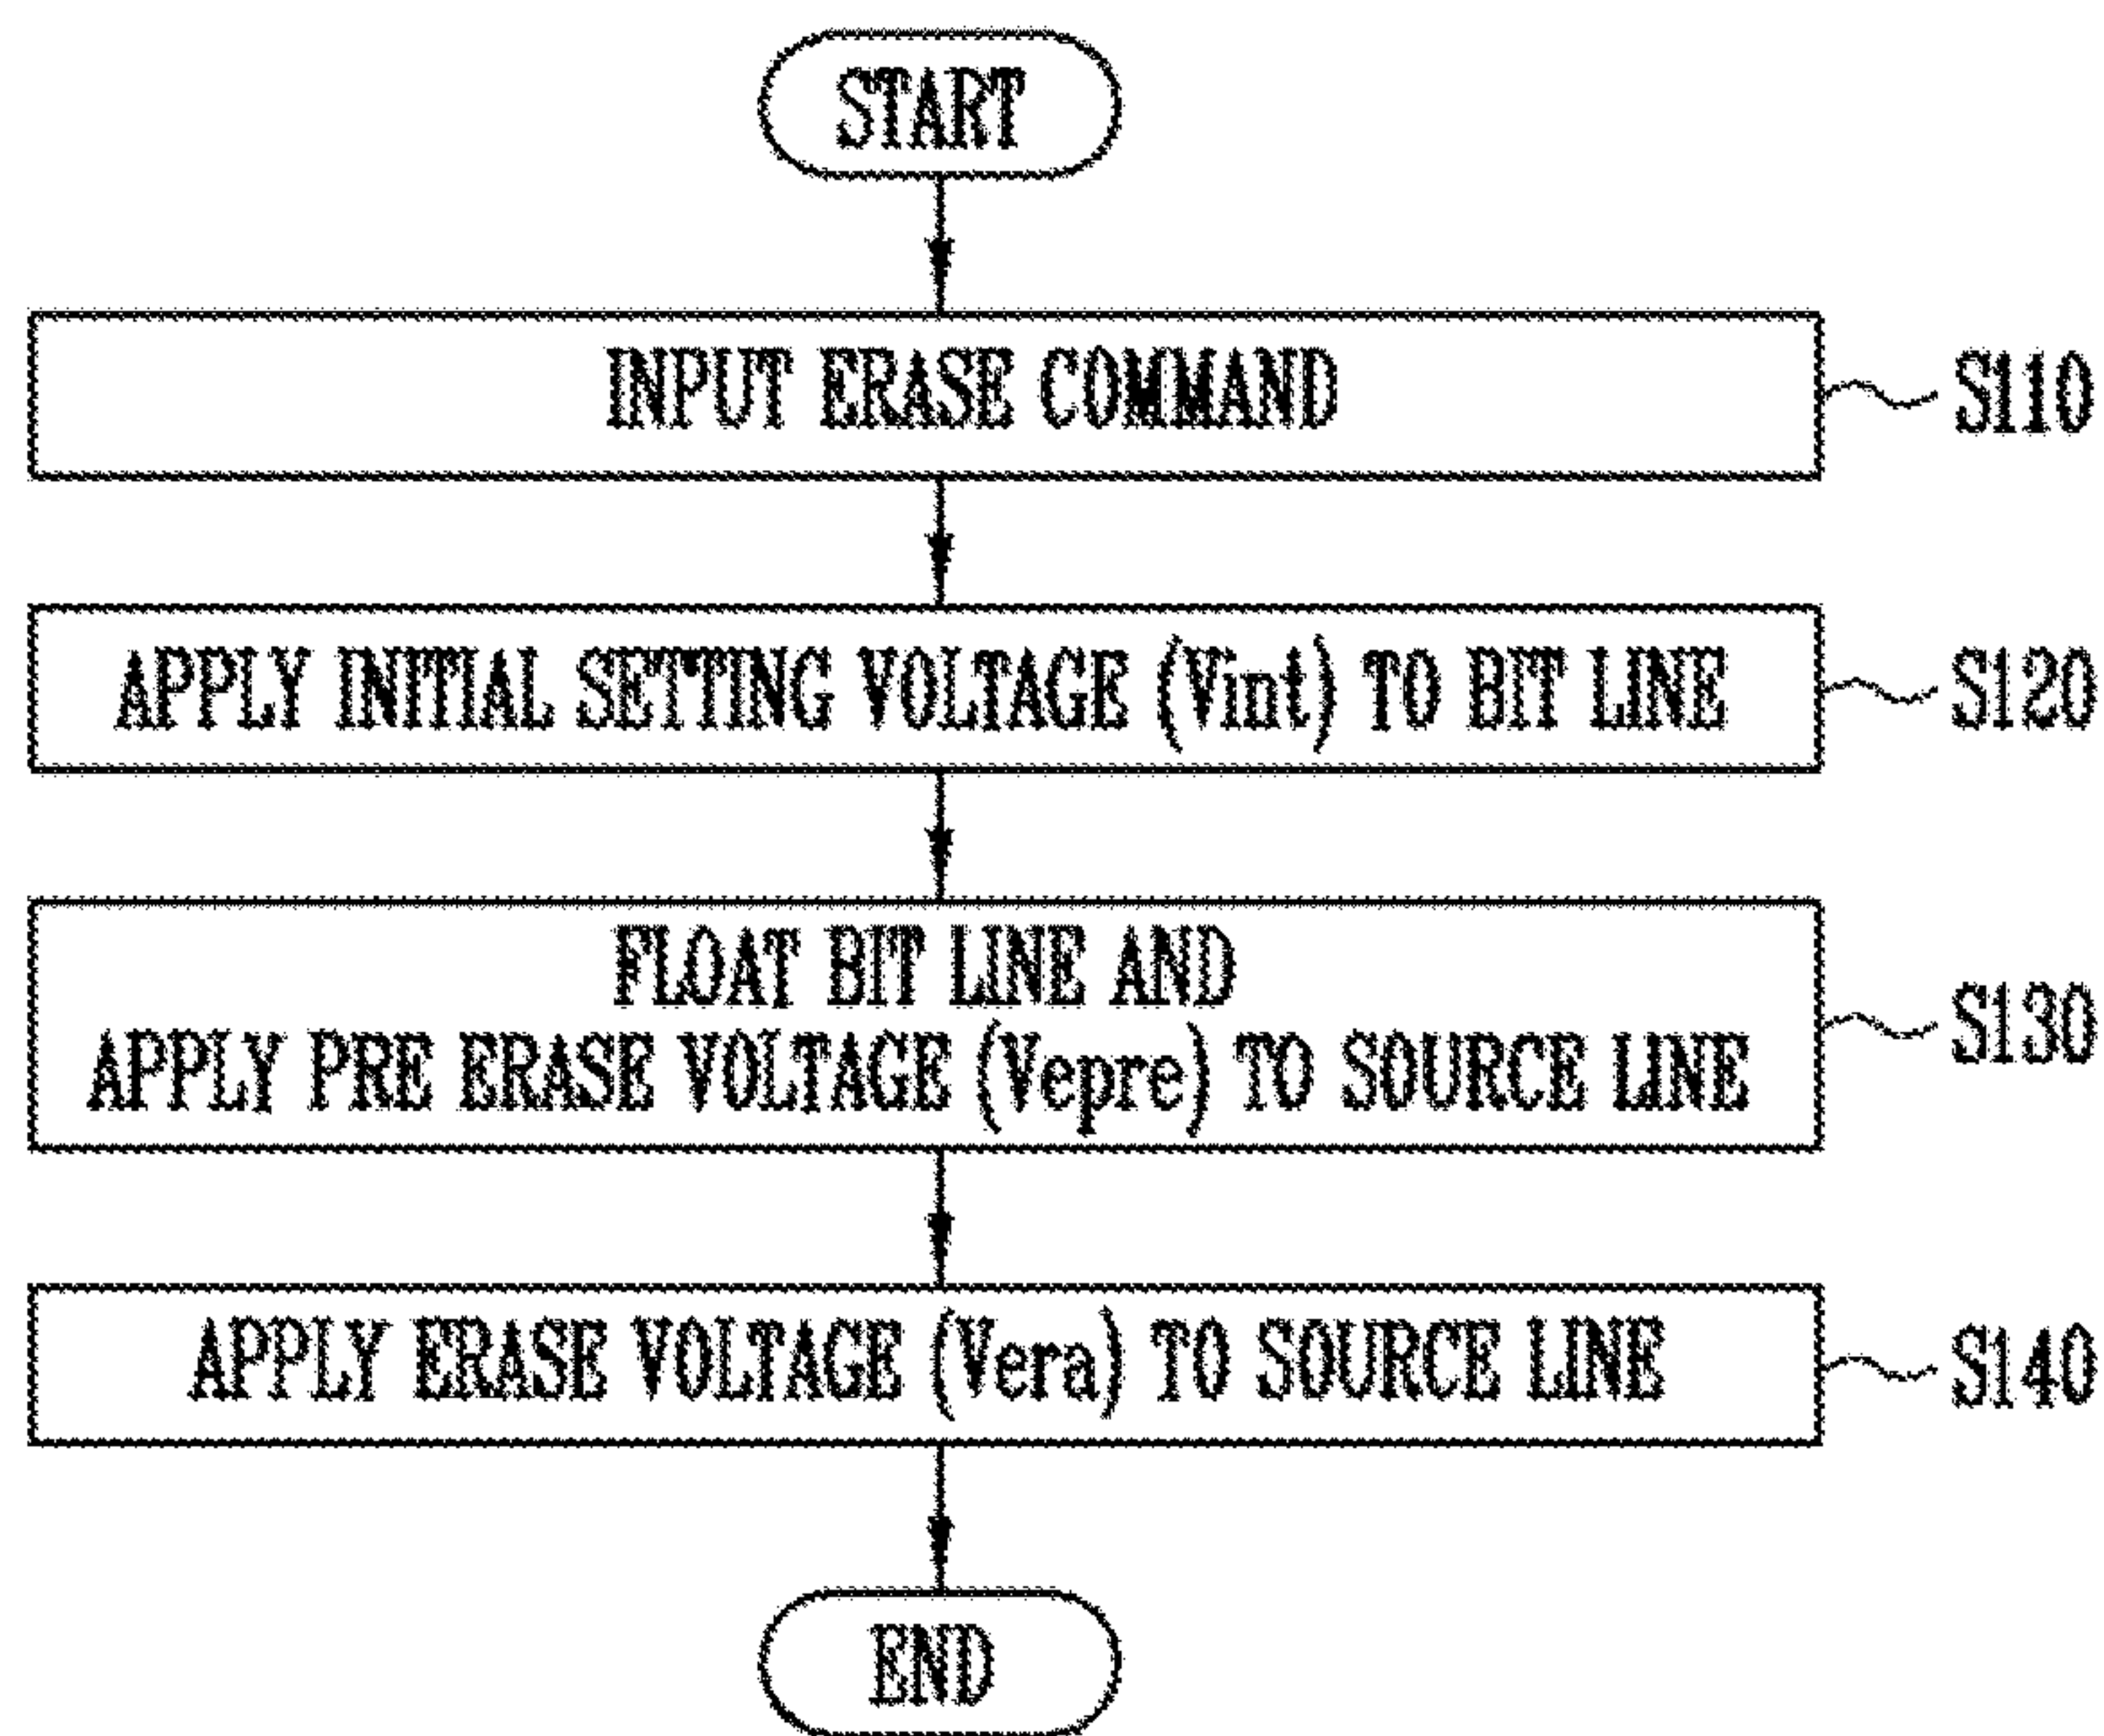 START
INPUT ERASE COMMAND
S110
APPLY INITIAL SETTING VOLTAGE (Vint) TO BIT LINE
S120
FLOAT BIT LINE AND
APPLY PRE ERASE VOLTAGE (Vepre) TO SOURCE LINE
S130
APPLY ERASE VOLTAGE (Vera) TO SOURCE LINE
S140
END